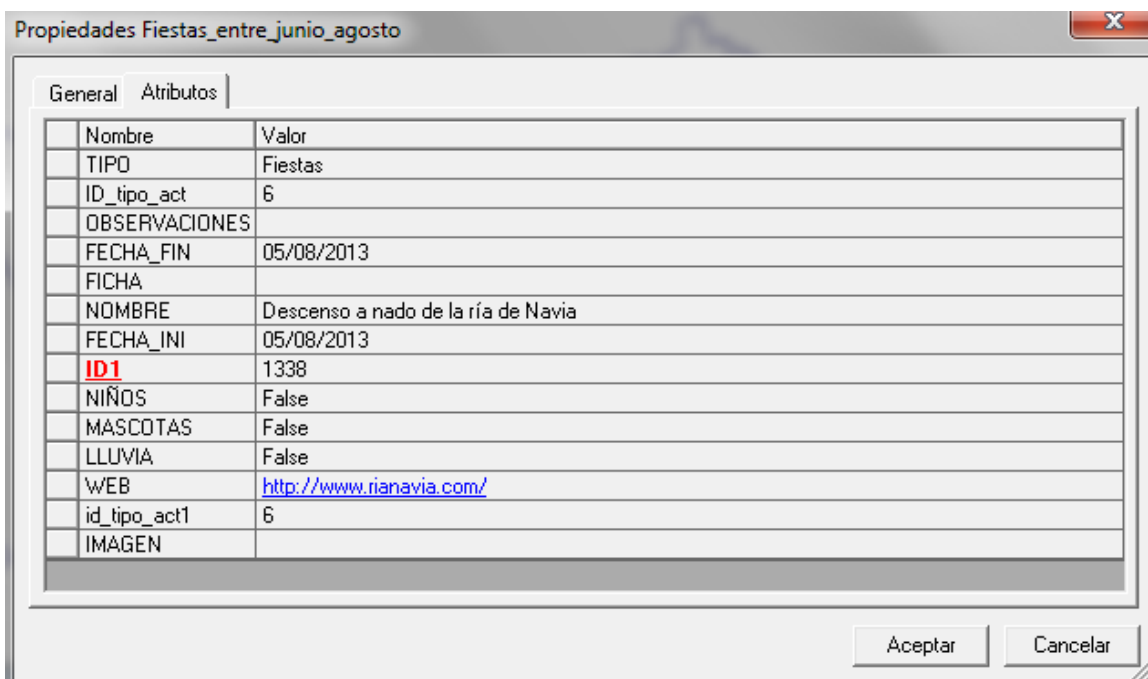 Propiedades Fiestas_entre_junio_agosto
General Atributos
Nombre Valor
TIPO Fiestas
ID_tipo_act 6
OBSERVACIONES
FECHA_FIN 05/08/2013
FICHA
NOMBRE Descenso a nado de la ría de Navia
FECHA_INI 05/08/2013
ID1 1338
NIÑOS False
MASCOTAS False
LLUVIA False
WEB http://www.rianavia.com/
id_tipo_act1 6
IMAGEN
Aceptar Cancelar